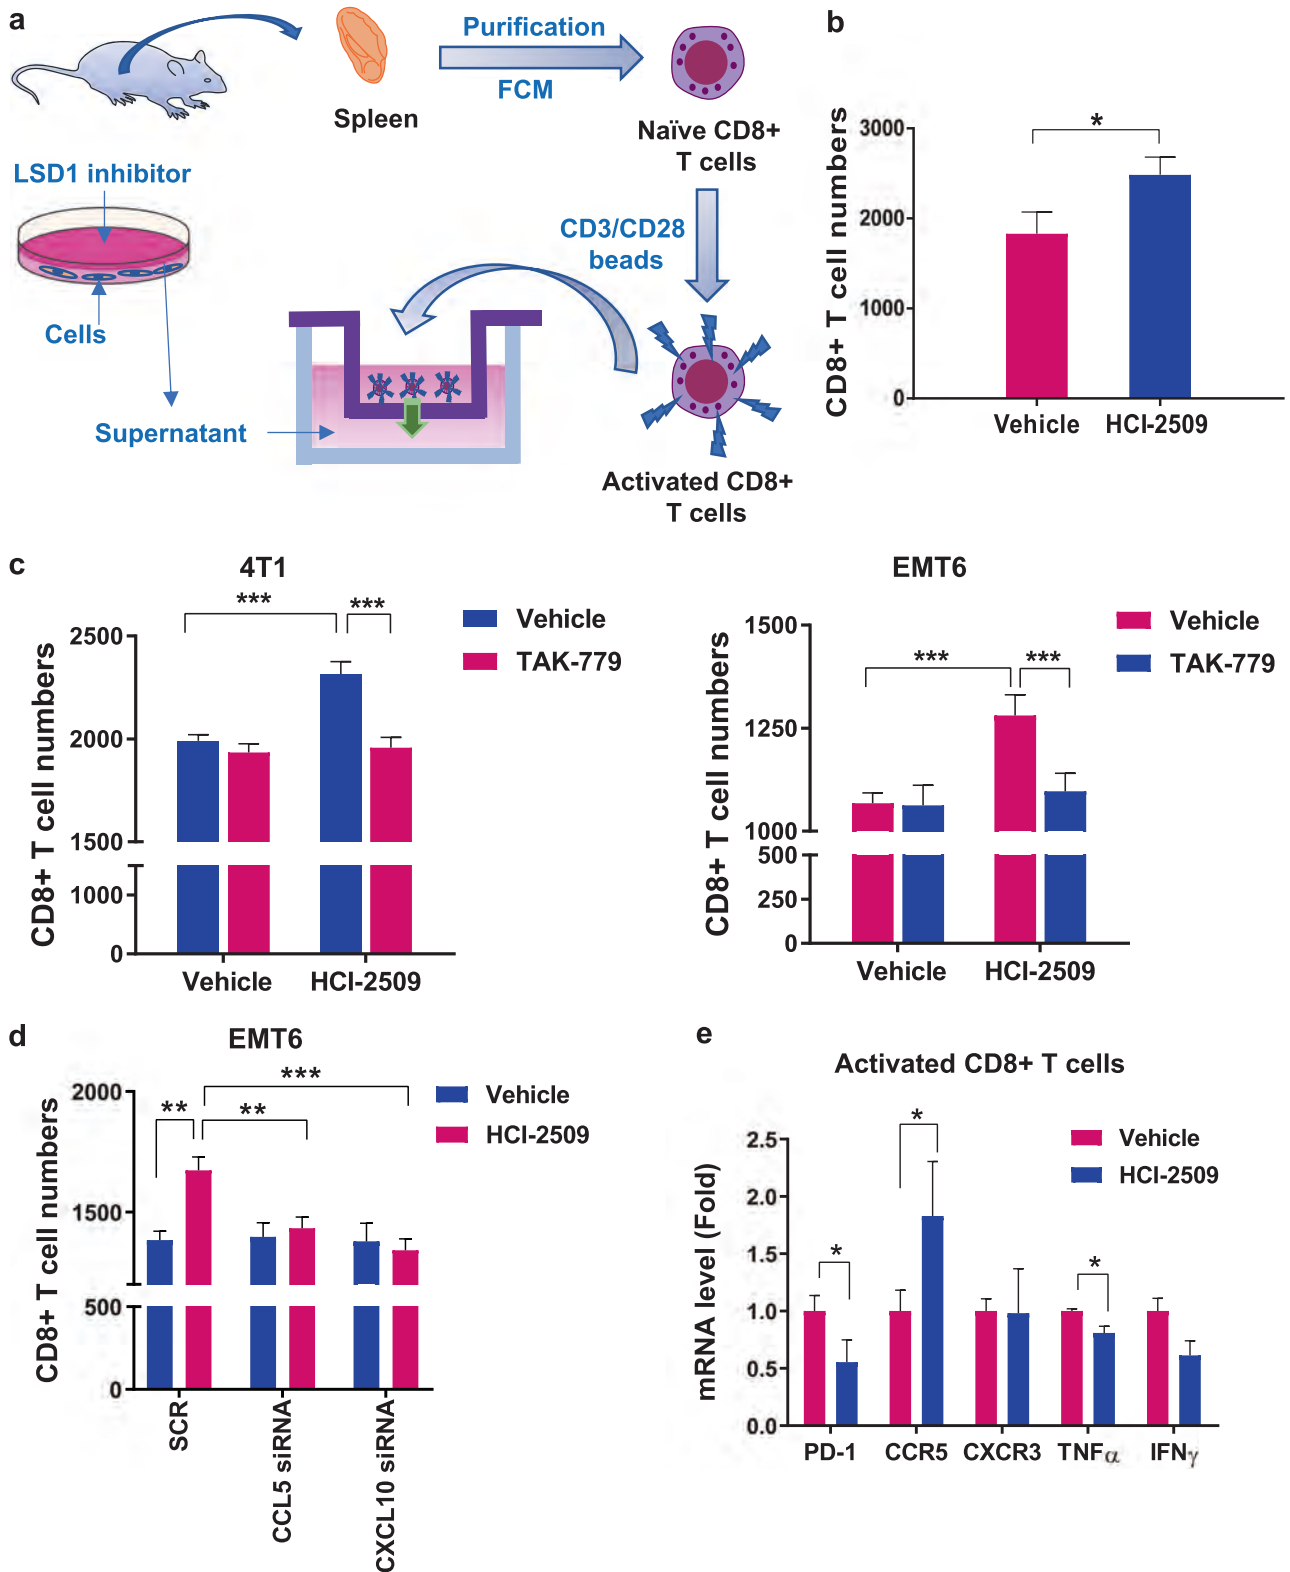 a
Purification
FCM
Spleen
Naïve CD8+
T cells
LSD1 inhibitor
Cells
Supernatant
CD3/CD28
beads
Activated CD8+
T cells
b
CD8+ T cell numbers
3000
2000
1000
0
*
Vehicle
HCI-2509
c
4T1
CD8+ T cell numbers
2500
2000
1500
1000
0
***
***
Vehicle
TAK-779
Vehicle
HCI-2509
EMT6
CD8+ T cell numbers
1500
1250
1000
500
250
0
***
***
Vehicle
TAK-779
Vehicle
HCI-2509
d
EMT6
CD8+ T cell numbers
2000
1500
500
0
***
**
**
Vehicle
HCI-2509
SCR
CCL5 siRNA
CXCL10 siRNA
e
Activated CD8+ T cells
mRNA level (Fold)
2.5
2.0
1.5
1.0
0.5
0.0
*
*
*
Vehicle
HCI-2509
PD-1
CCR5
CXCR3
TNFα
IFNγ